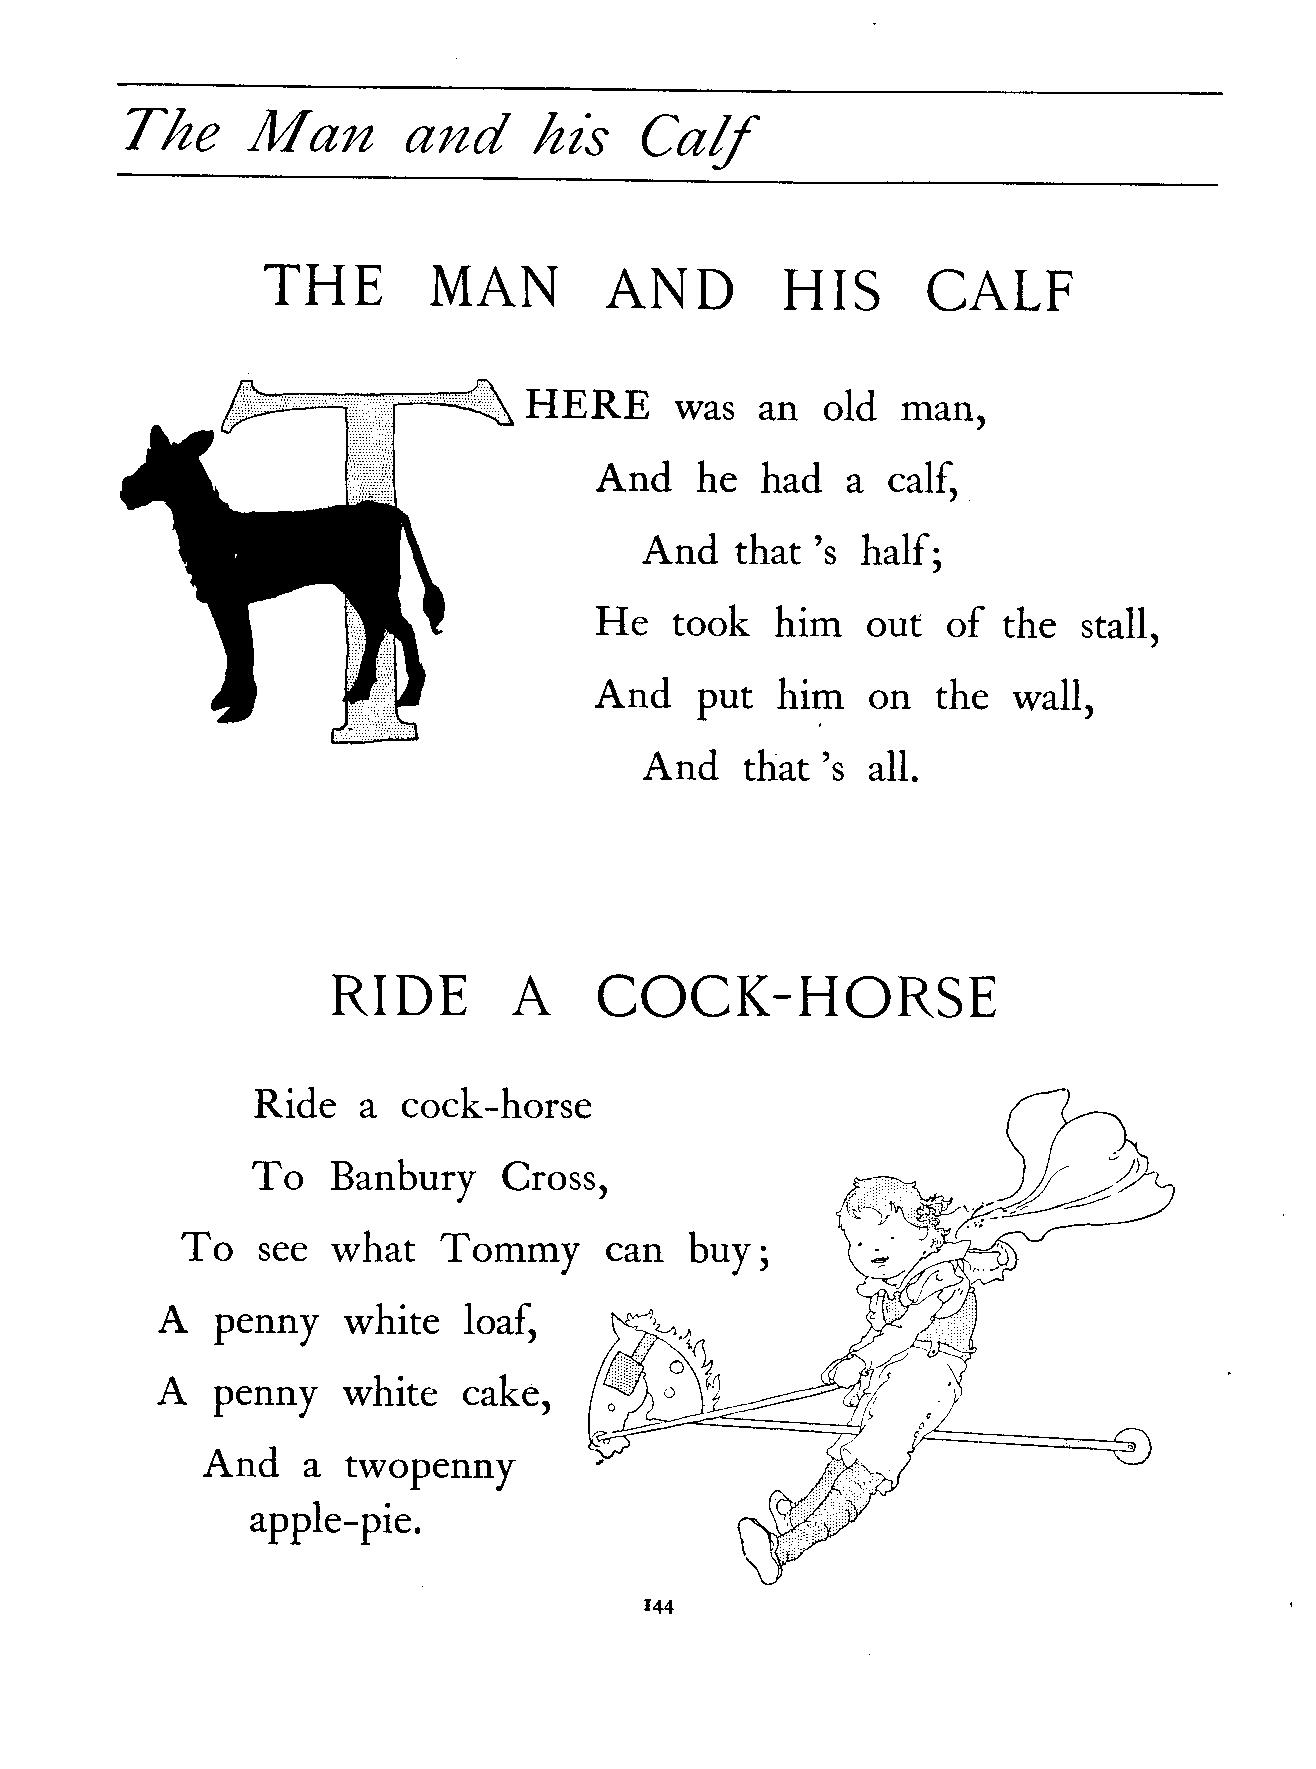 The Man and his Calf
THE MAN AND HIS CALF
THERE was an old man,
And he had a calf,
And that 's half;
He took him out of the stall,
And put him on the wall,
And that 's all.
RIDE A COCK-HORSE
Ride a cock-horse
To Banbury Cross,
To see what Tommy can buy;
A penny white loaf,
A penny white cake,
And a twopenny
apple-pie.
144